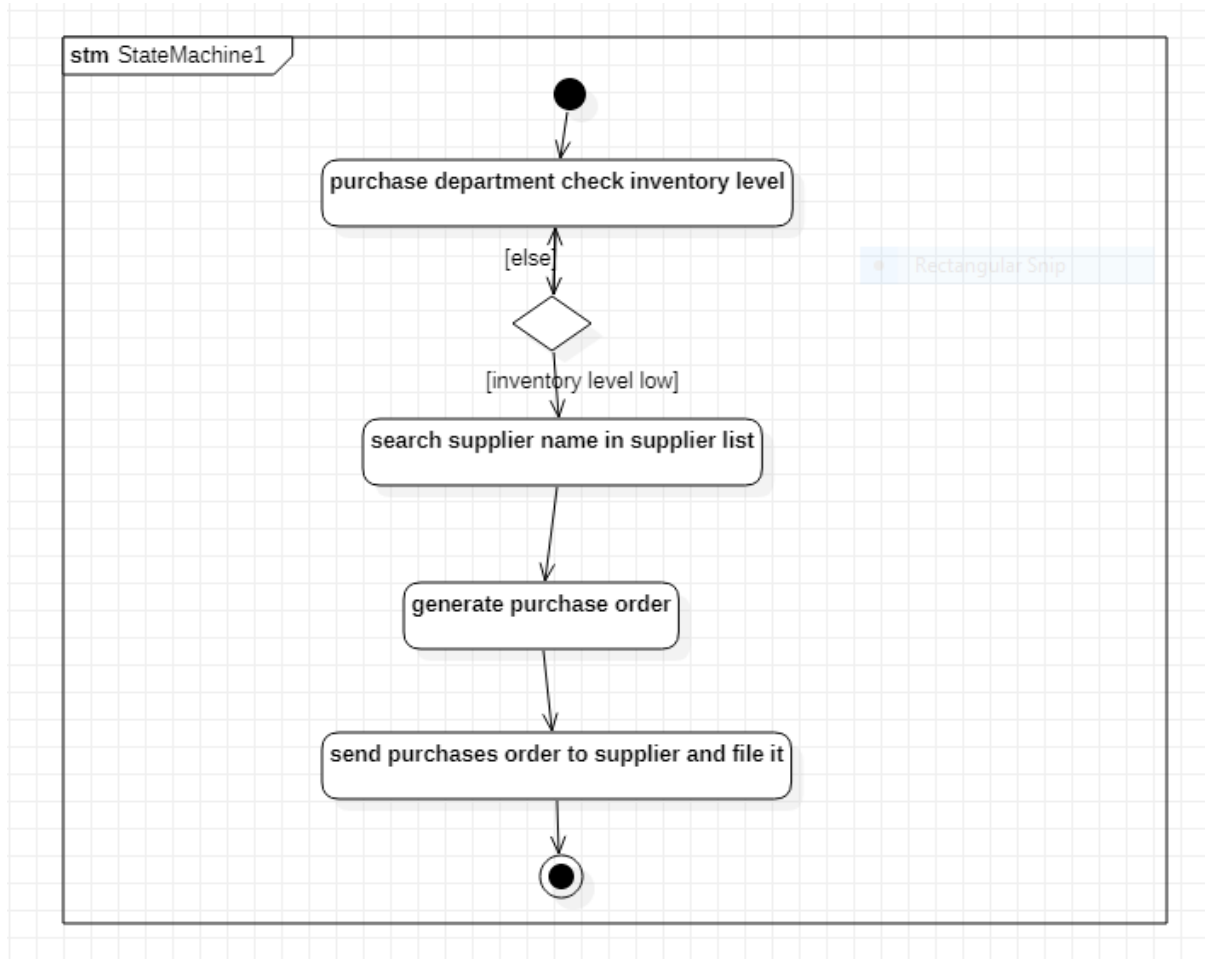 stm StateMachine1
purchase department check inventory level
[else]
Rectangular Snip
[inventory level low]
search supplier name in supplier list
generate purchase order
send purchases order to supplier and file it